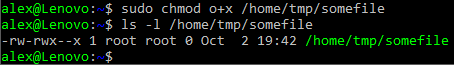 alex@Lenovo:~$ sudo chmod o+x /home/tmp/somefile
alex@Lenovo:~$ ls -l /home/tmp/somefile
-rw-rwx--x 1 root root 0 Oct  2 19:42 /home/tmp/somefile
alex@Lenovo:~$